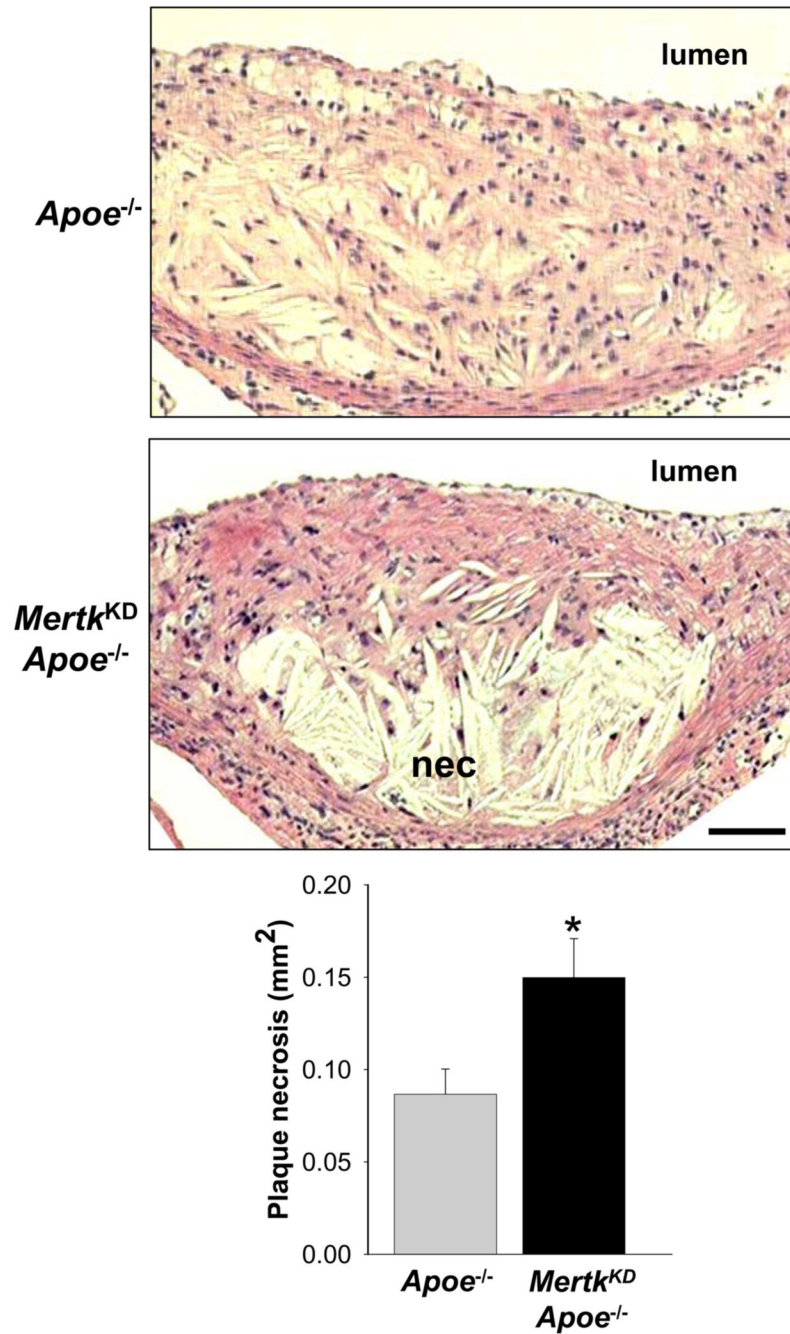 lumen
Apoe-/-
lumen
MertkKD
Apoe-/-
nec
0.20
0.15
0.10
0.05
0.00
Plaque necrosis (mm2)
*
Apoe-/-
MertkKD
Apoe-/-